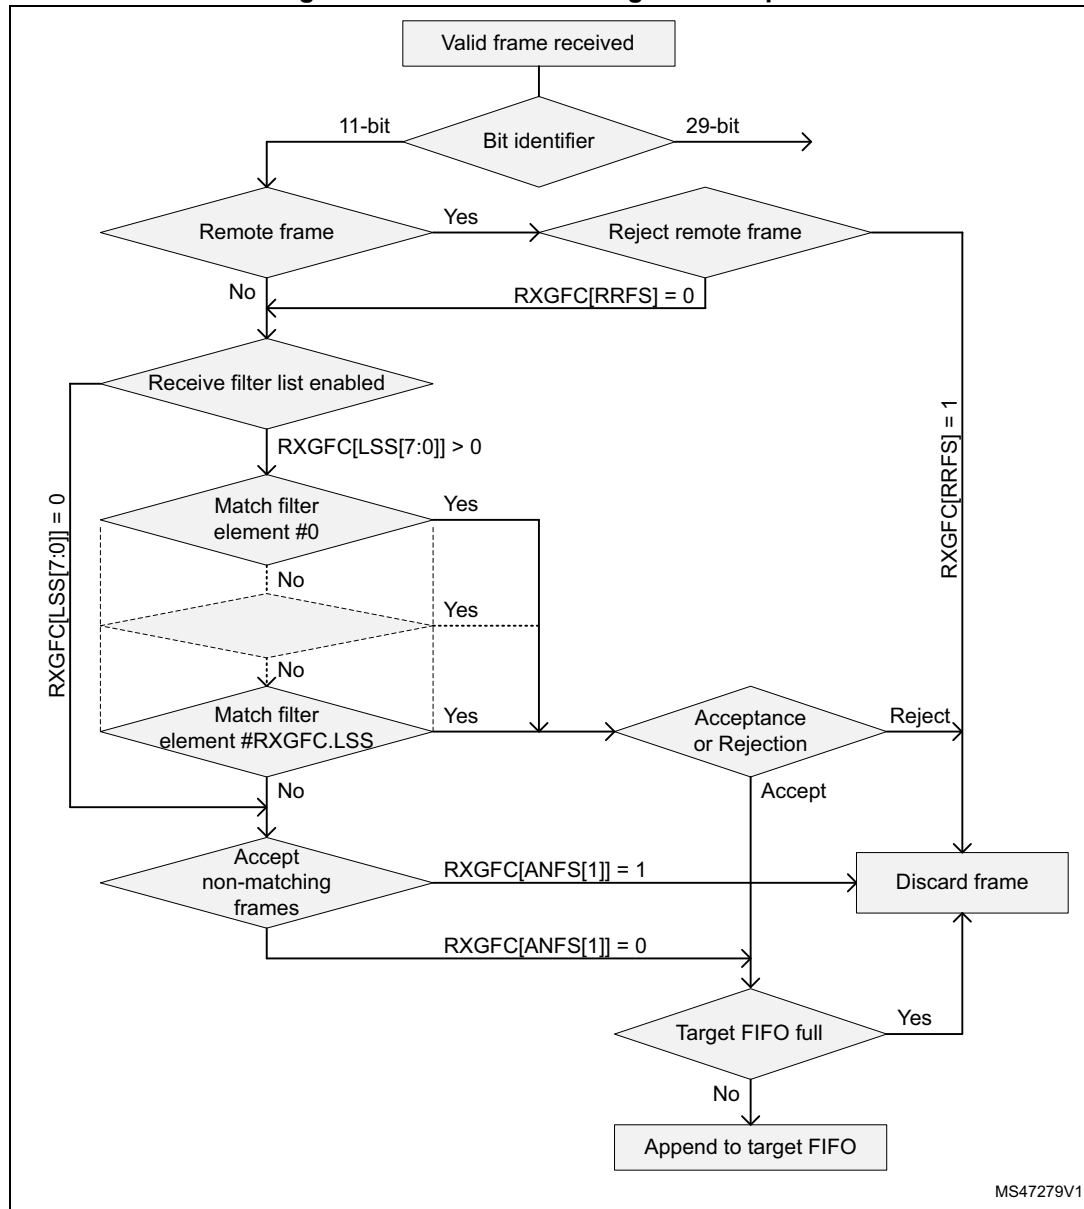 Valid frame received
11-bit
Bit identifier
29-bit
Remote frame
Yes
Reject remote frame
No
RXGFC[RRFS] = 0
Receive filter list enabled
RXGFC[LSS[7:0]] > 0
RXGFC[LSS[7:0]] = 0
RXGFC[RRFS] = 1
Match filter
element #0
Yes
No
Yes
No
Match filter
element #RXGFC.LSS
Yes
Acceptance
or Rejection
Reject
No
Accept
Accept
non-matching
frames
RXGFC[ANFS[1]] = 1
Discard frame
RXGFC[ANFS[1]] = 0
Target FIFO full
Yes
No
Append to target FIFO
MS47279V1